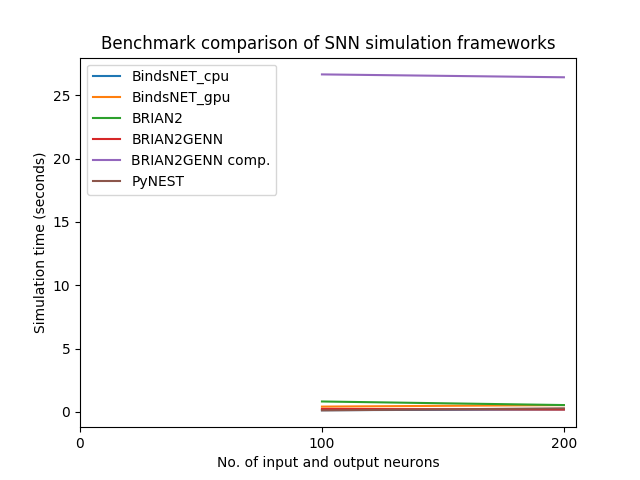 Benchmark comparison of SNN simulation frameworks
BindsNET_cpu
BindsNET_gpu
BRIAN2
BRIAN2GENN
BRIAN2GENN comp.
PyNEST
Simulation time (seconds)
25
20
15
10
5
0
0 100 200
No. of input and output neurons